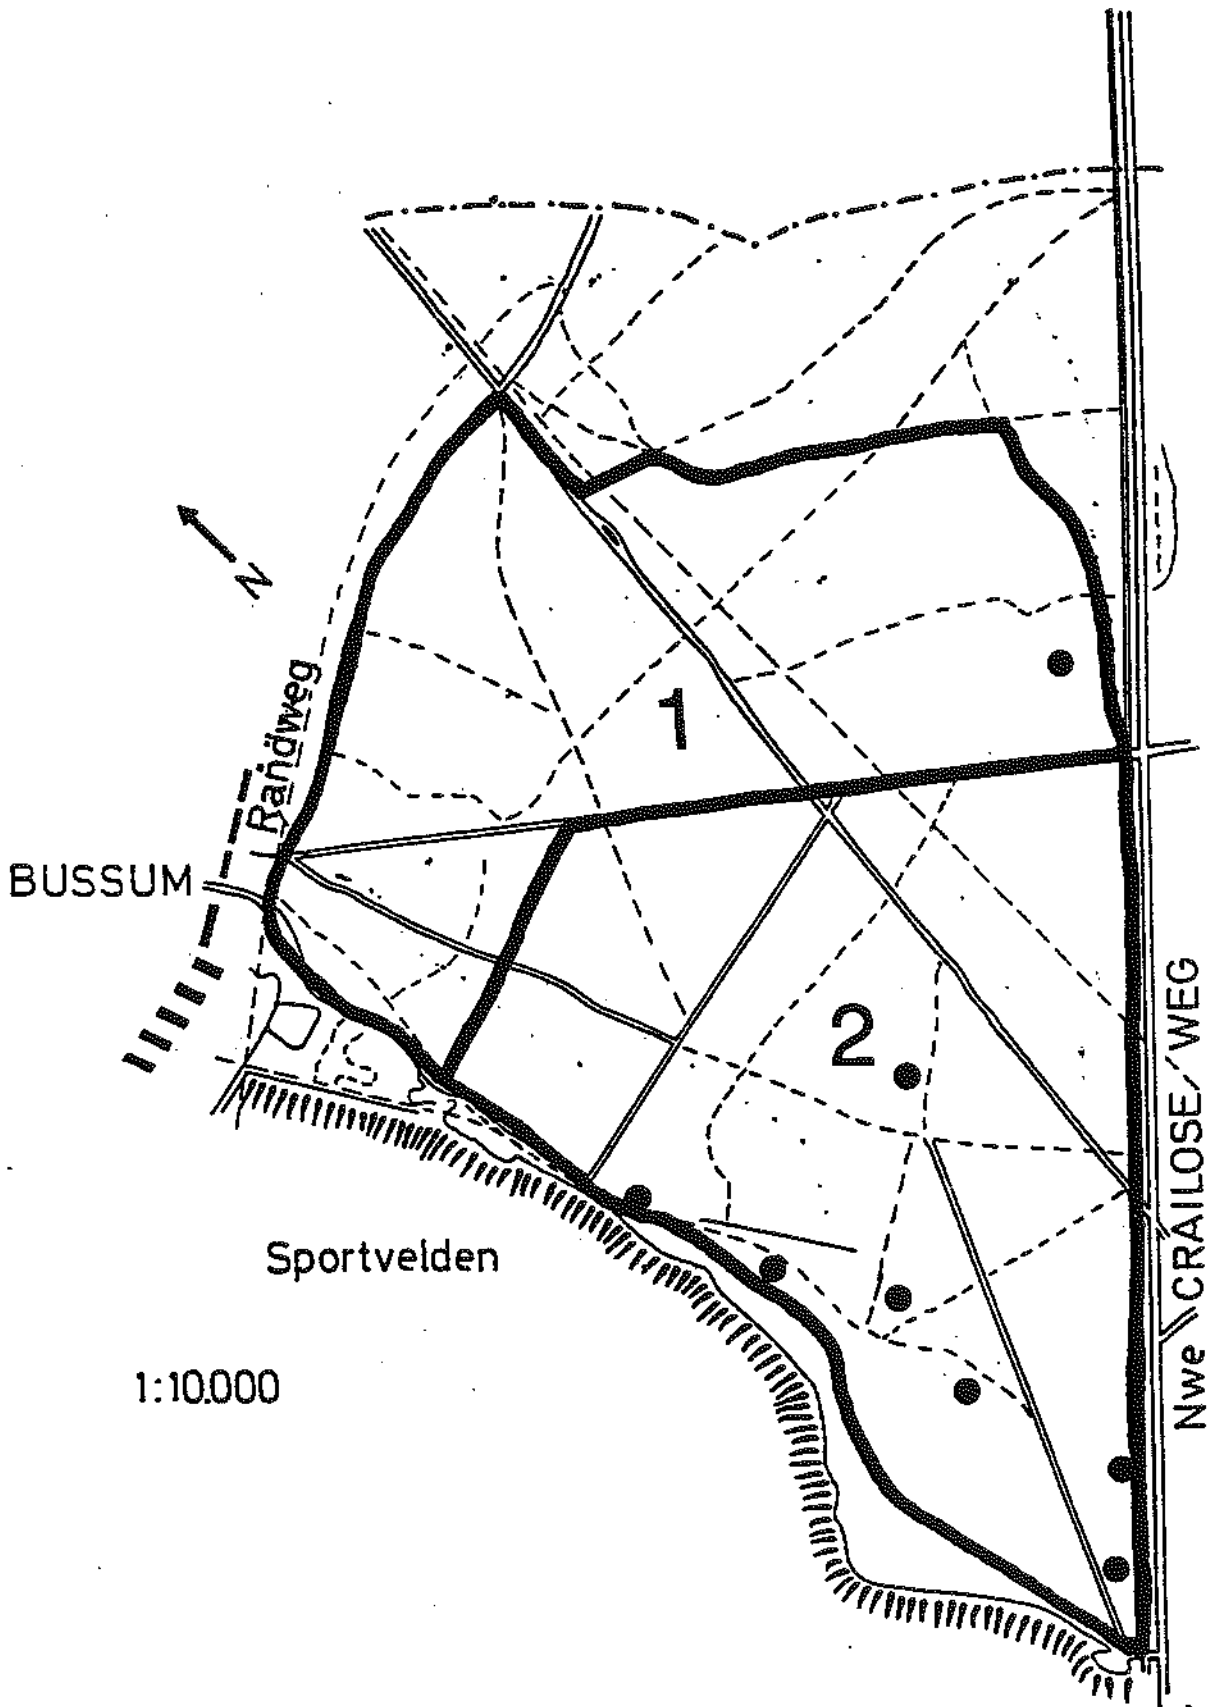 N
Randweg
1
BUSSUM
2
Nwe CRAILOSE WEG
Sportvelden
1:10.000